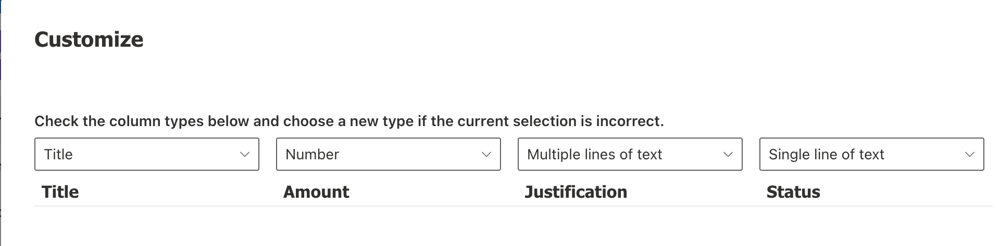 Customize
Check the column types below and choose a new type if the current selection is incorrect.
Title Number Multiple lines of text Single line of text
Title Amount Justification Status